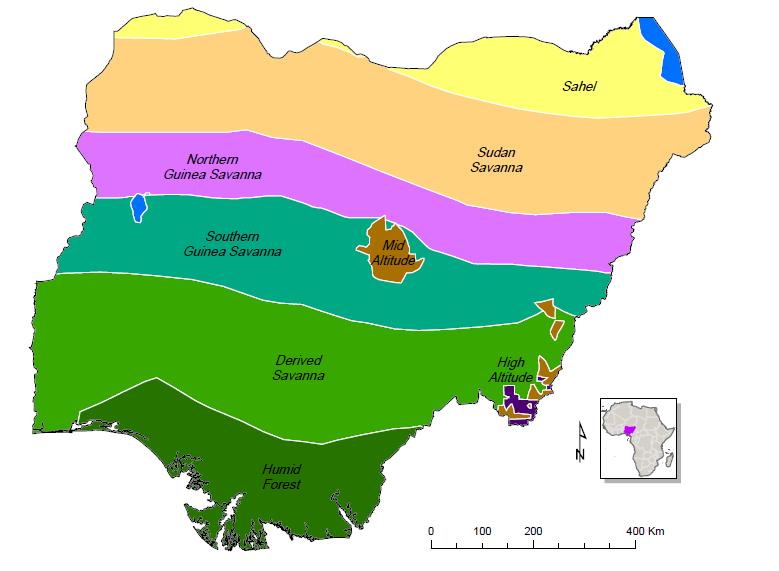 Sahel
Sudan
Savanna
Northern
Guinea Savanna
Southern
Guinea Savanna
Mid
Altitude
Derived
Savanna
High
Altitude
Humid
Forest
N
0 100 200 400 Km